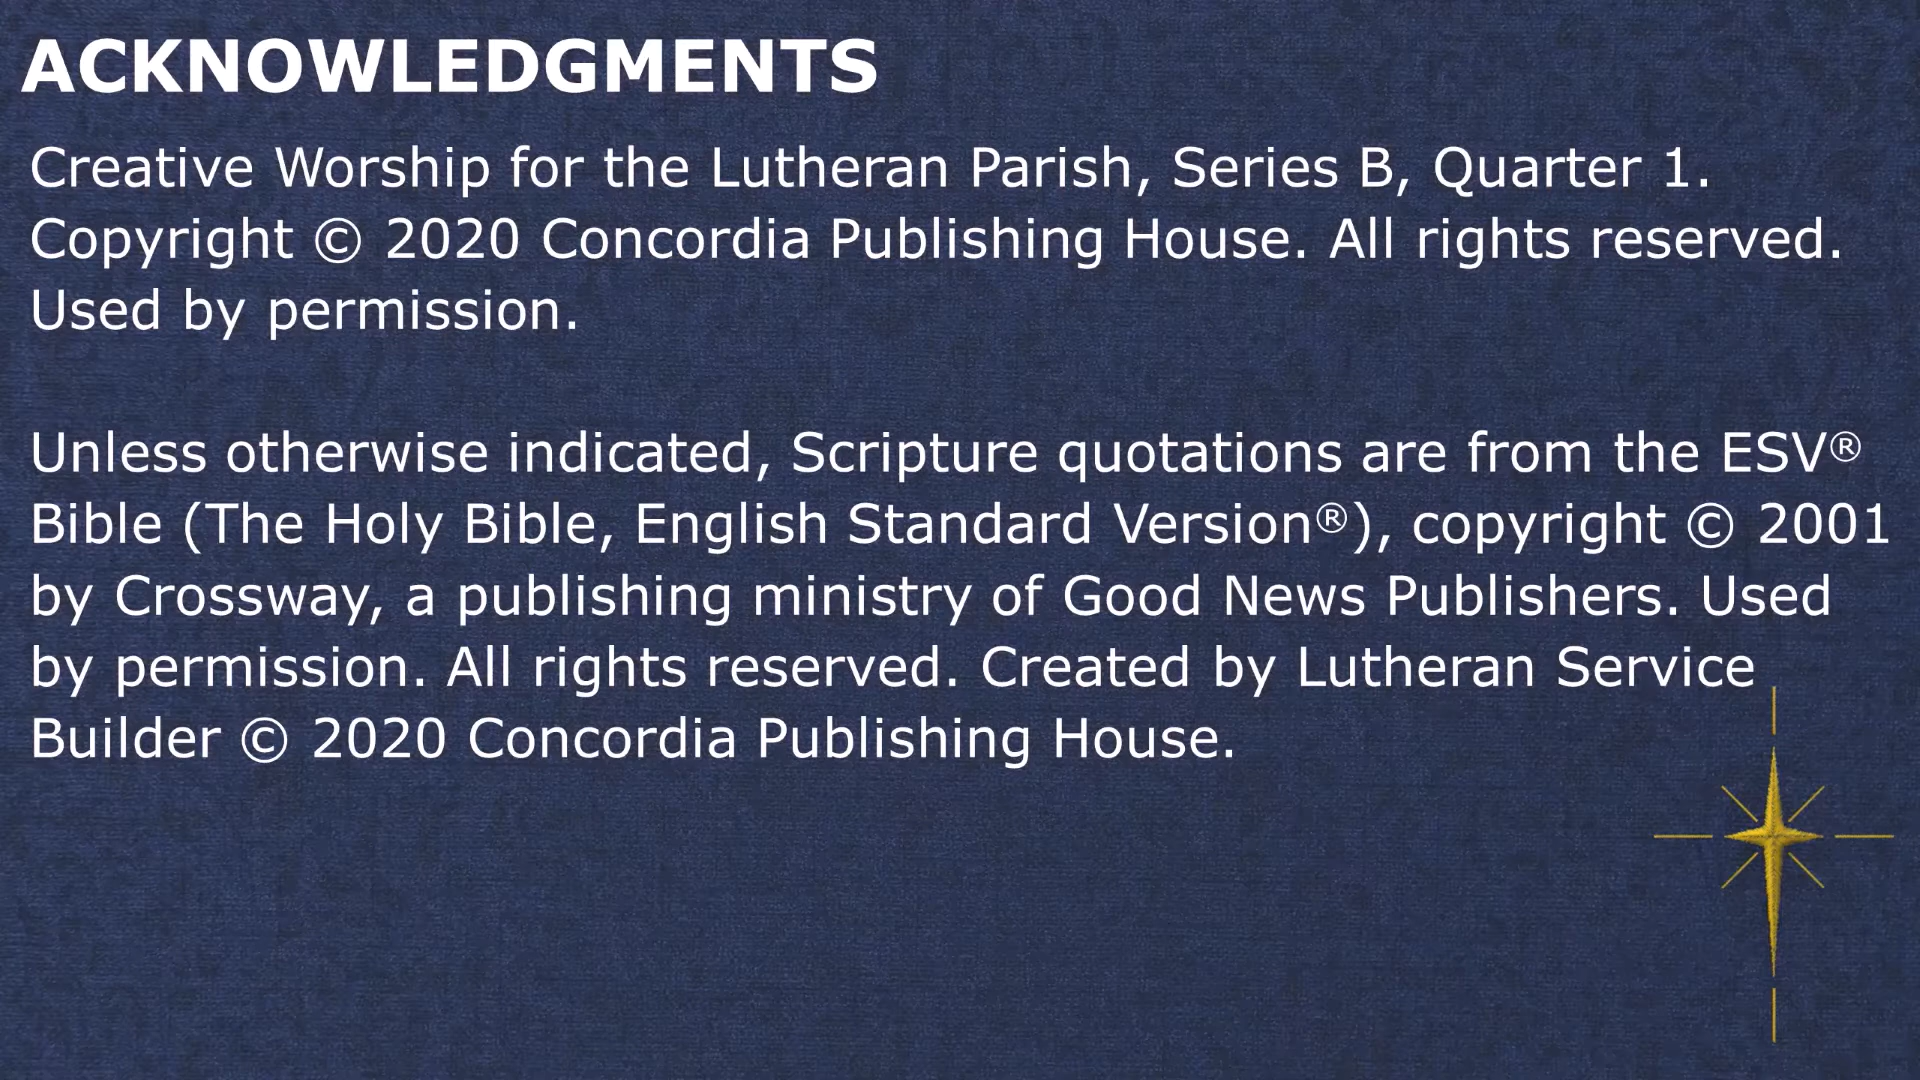 ACKNOWLEDGMENTS
Creative Worship for the Lutheran Parish, Series B, Quarter 1.
Copyright © 2020 Concordia Publishing House. All rights reserved.
Used by permission.
Unless otherwise indicated, Scripture quotations are from the ESV®
Bible (The Holy Bible, English Standard Version®), copyright © 2001
by Crossway, a publishing ministry of Good News Publishers. Used
by permission. All rights reserved. Created by Lutheran Service
Builder © 2020 Concordia Publishing House.